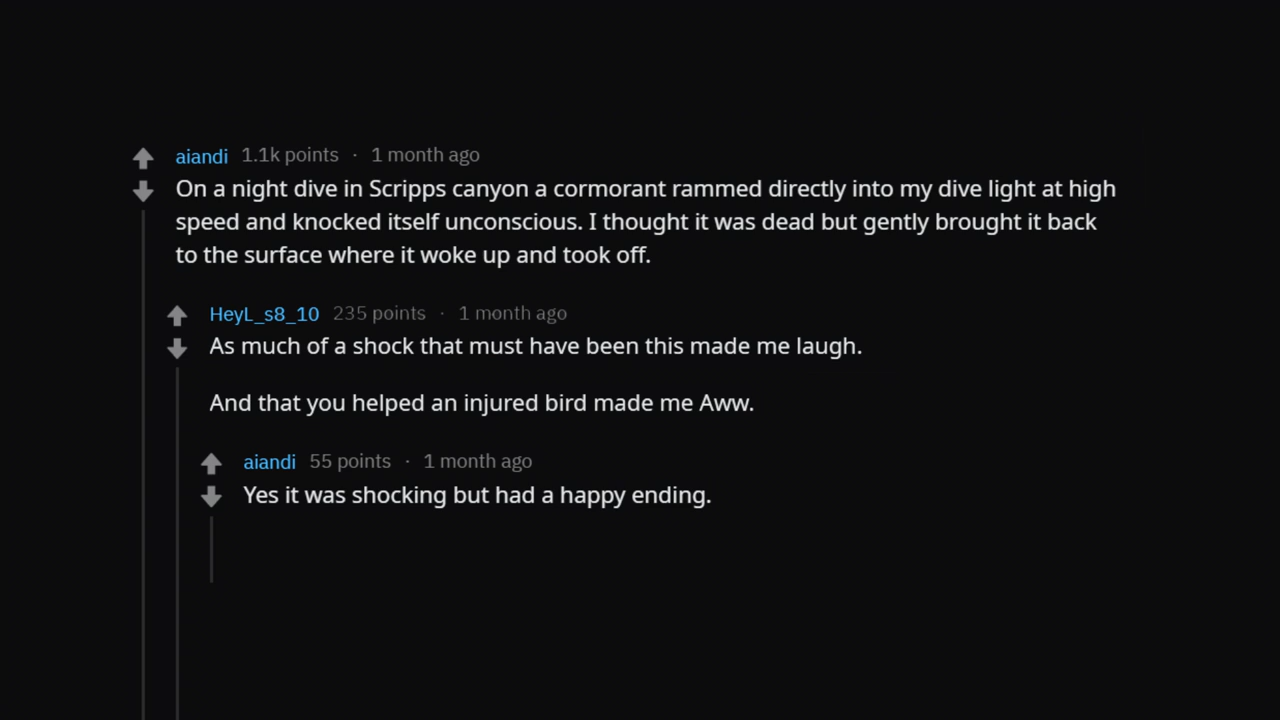 aiandi 1.1k points · 1 month ago
On a night dive in Scripps canyon a cormorant rammed directly into my dive light at high
speed and knocked itself unconscious. I thought it was dead but gently brought it back
to the surface where it woke up and took off.
HeyL_s8_10 235 points · 1 month ago
As much of a shock that must have been this made me laugh.
And that you helped an injured bird made me Aww.
aiandi 55 points · 1 month ago
Yes it was shocking but had a happy ending.